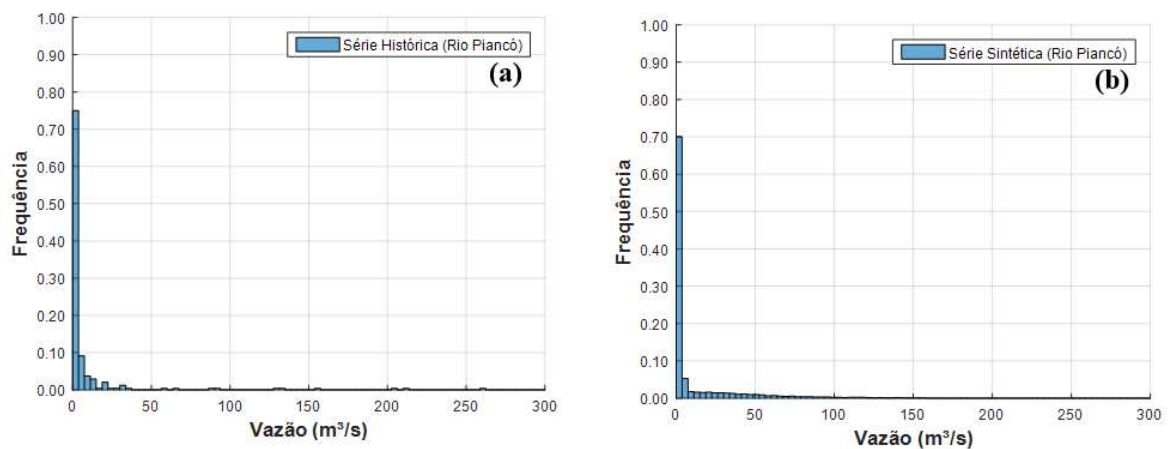 1.00
0.90
0.80
0.70
0.60
0.50
0.40
0.30
0.20
0.10
0.00
Frequência
Série Histórica (Rio Piancó)
(a)
0 50 100 150 200 250 300
Vazão (m³/s)
1.00
0.90
0.80
0.70
0.60
0.50
0.40
0.30
0.20
0.10
0.00
Frequência
Série Sintética (Rio Piancó)
(b)
0 50 100 150 200 250 300
Vazão (m³/s)